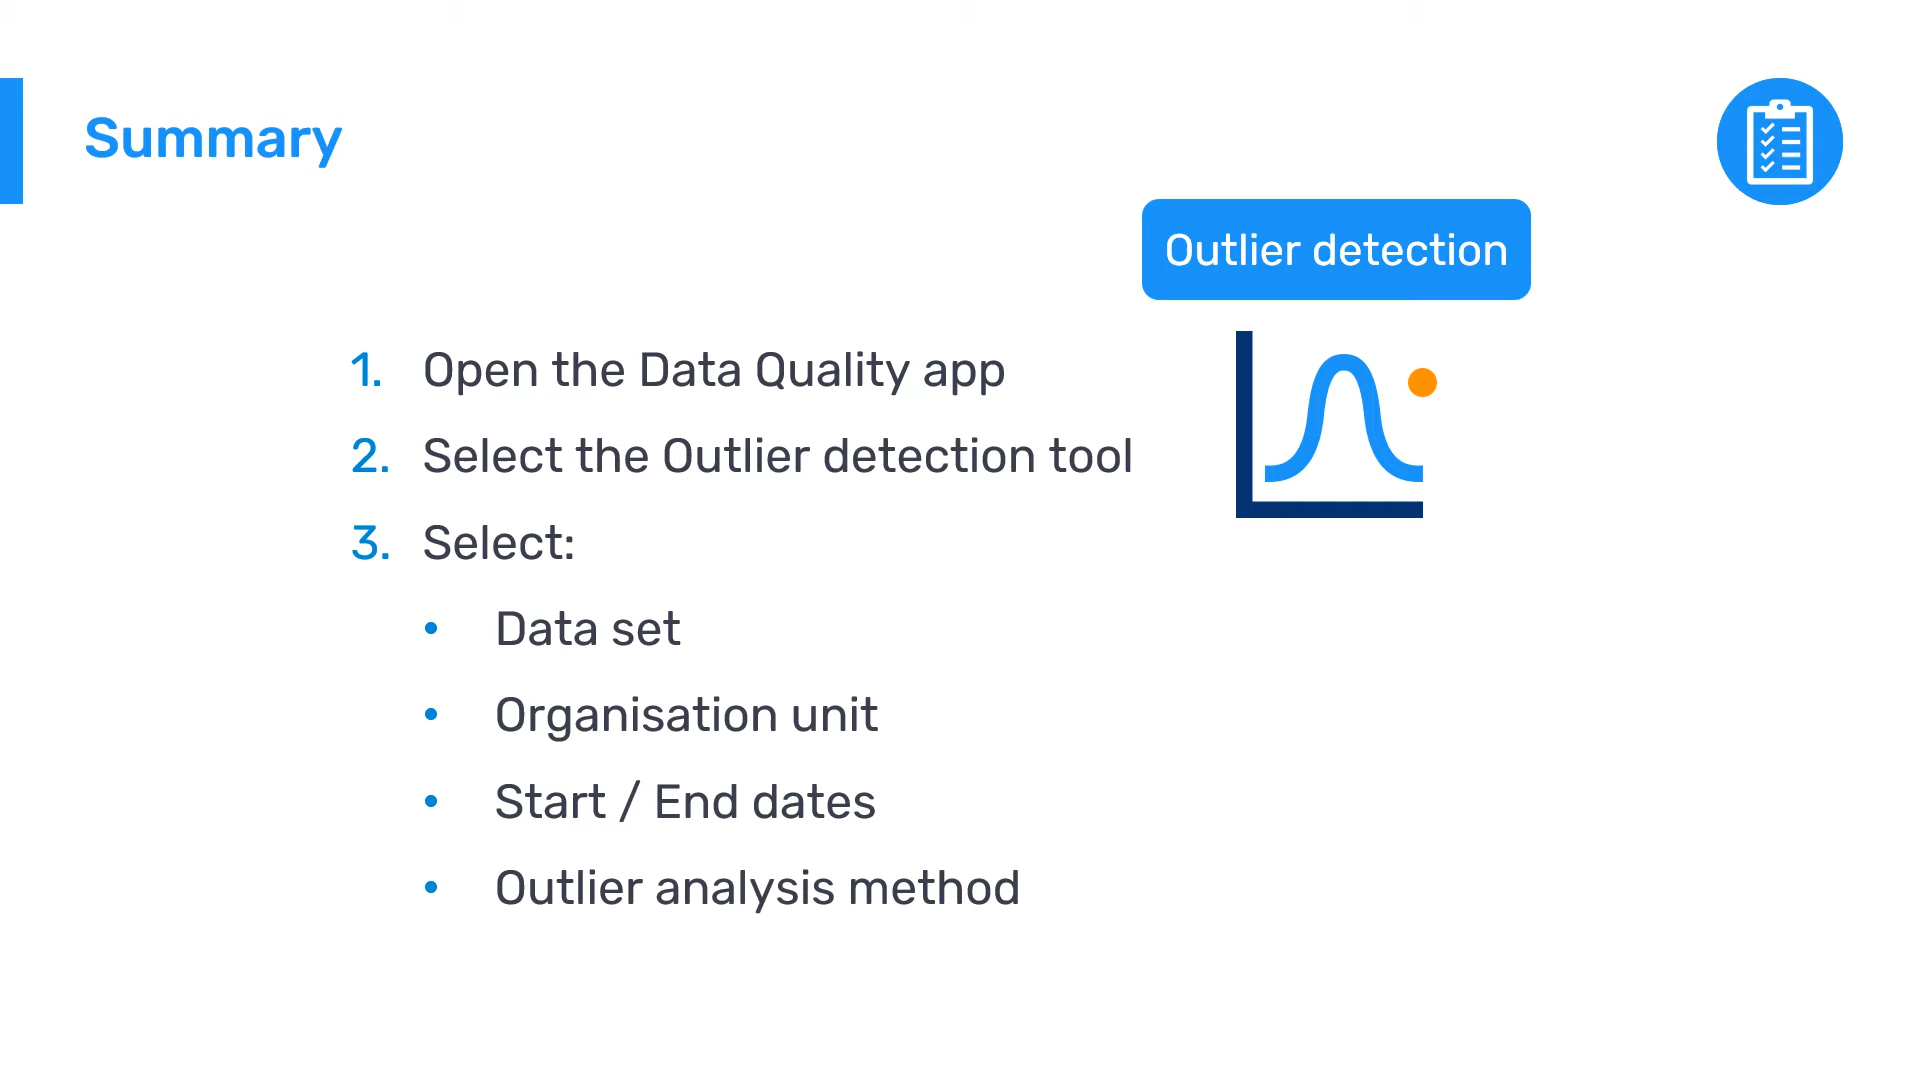 Summary
Outlier detection
1. Open the Data Quality app
2. Select the Outlier detection tool
3. Select:
• Data set
• Organisation unit
• Start / End dates
• Outlier analysis method